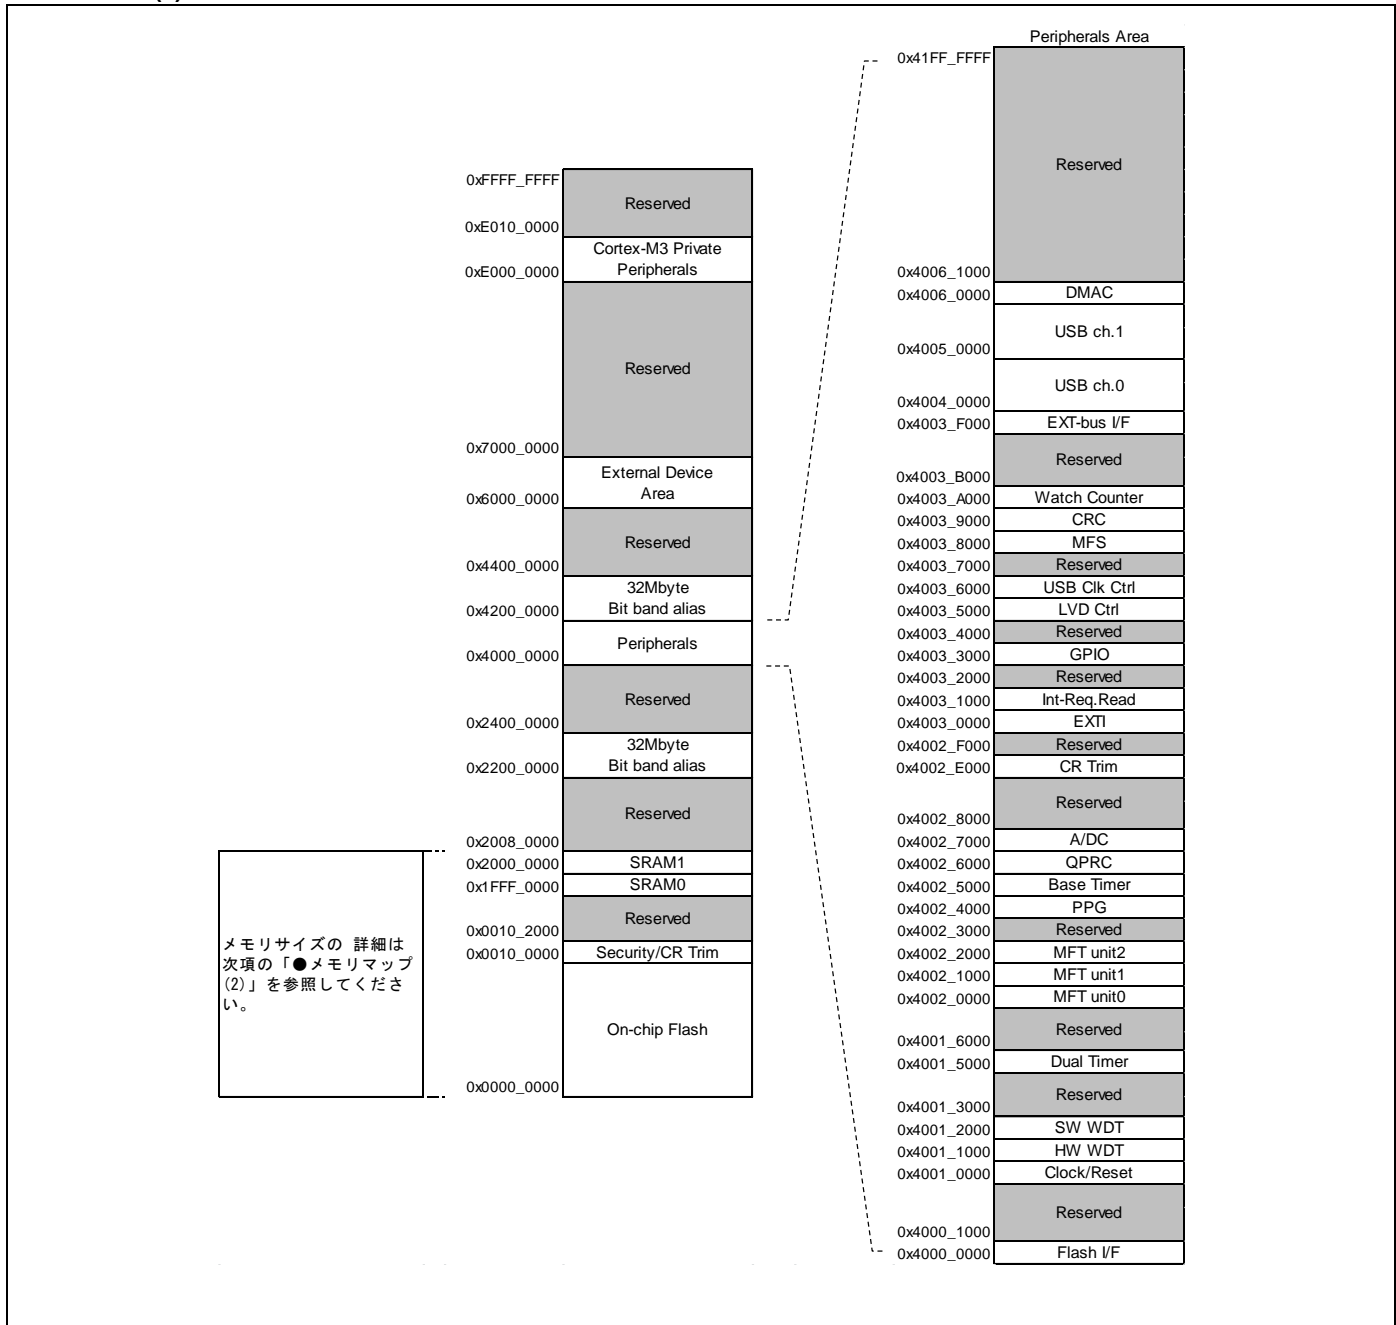 (1)
0xFFFF_FFFF
Reserved
0xE010_0000
Cortex-M3 Private
Peripherals
0xE000_0000
Reserved
0x7000_0000
External Device
Area
0x6000_0000
Reserved
0x4400_0000
32Mbyte
Bit band alias
0x4200_0000
Peripherals
0x4000_0000
Reserved
0x2400_0000
32Mbyte
Bit band alias
0x2200_0000
Reserved
0x2008_0000
0x2000_0000 SRAM1
0x1FFF_0000 SRAM0
Reserved
0x0010_2000
0x0010_0000 Security/CR Trim
On-chip Flash
0x0000_0000
メモリサイズの 詳細は
次項の「●メモリマップ
(2)」を参照してくださ
い。
Peripherals Area
0x41FF_FFFF
Reserved
0x4006_1000
0x4006_0000 DMAC
USB ch.1
0x4005_0000
USB ch.0
0x4004_0000
0x4003_F000 EXT-bus I/F
Reserved
0x4003_B000
0x4003_A000 Watch Counter
0x4003_9000 CRC
0x4003_8000 MFS
0x4003_7000 Reserved
0x4003_6000 USB Clk Ctrl
0x4003_5000 LVD Ctrl
0x4003_4000 Reserved
0x4003_3000 GPIO
0x4003_2000 Reserved
0x4003_1000 Int-Req.Read
0x4003_0000 EXTI
0x4002_F000 Reserved
0x4002_E000 CR Trim
Reserved
0x4002_8000
0x4002_7000 A/DC
0x4002_6000 QPRC
0x4002_5000 Base Timer
0x4002_4000 PPG
0x4002_3000 Reserved
0x4002_2000 MFT unit2
0x4002_1000 MFT unit1
0x4002_0000 MFT unit0
Reserved
0x4001_6000
0x4001_5000 Dual Timer
Reserved
0x4001_3000
0x4001_2000 SW WDT
0x4001_1000 HW WDT
0x4001_0000 Clock/Reset
Reserved
0x4000_1000
0x4000_0000 Flash I/F